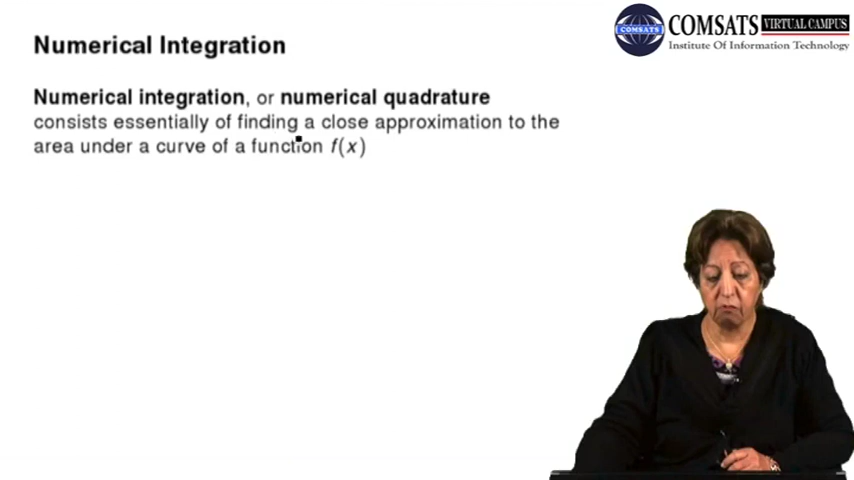 COMSATS VIRTUAL CAMPUS
COMSATS
Institute Of Information Technology
Numerical Integration
Numerical integration, or numerical quadrature
consists essentially of finding a close approximation to the
area under a curve of a function f(x)